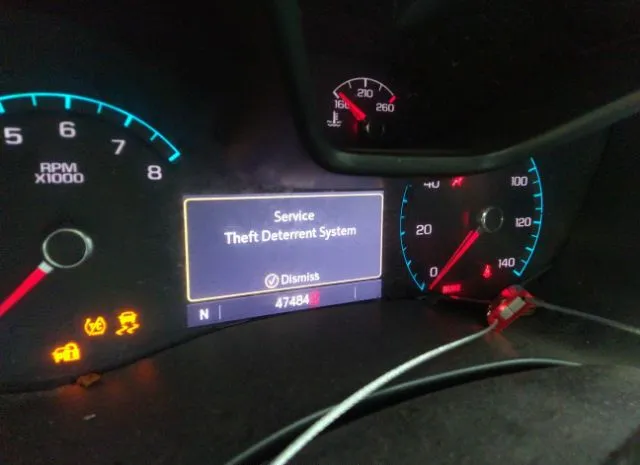 160 210 260
5 6 7 8
RPM
X1000
Service
Theft Deterrent System
Dismiss
N
47484
0 20 40 100 120 140